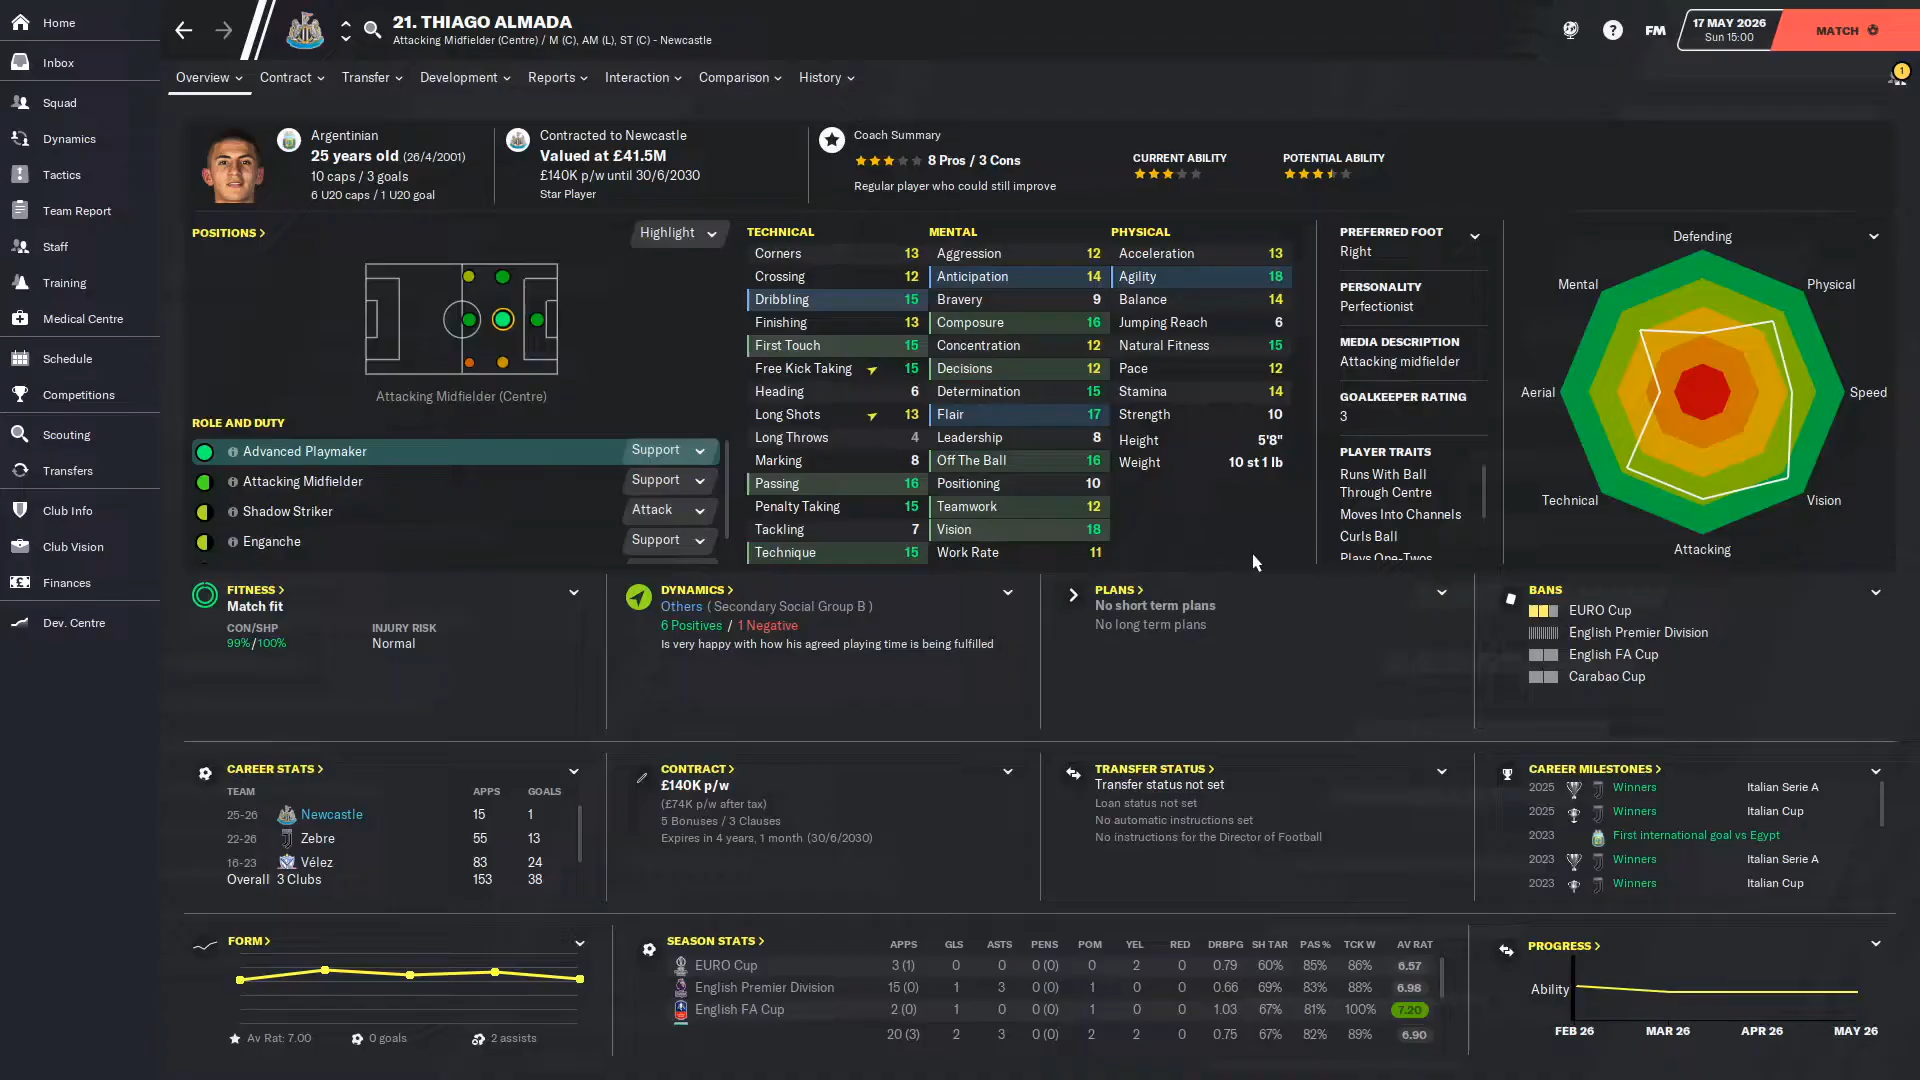 Home
Inbox
Squad
Dynamics
Tactics
Team Report
Staff
Training
Medical Centre
Schedule
Competitions
Scouting
Transfers
Club Info
Club Vision
Finances
Dev. Centre
21. THIAGO ALMADA
Attacking Midfielder (Centre) / M (C), AM (L), ST (C) - Newcastle
? FM
17 MAY 2026
Sun 15:00
MATCH
1
Overview Contract Transfer Development Reports Interaction Comparison History
Argentinian
25 years old (26/4/2001)
10 caps / 3 goals
6 U20 caps / 1 U20 goal
Contracted to Newcastle
Valued at £41.5M
£140K p/w until 30/6/2030
Star Player
Coach Summary
8 Pros / 3 Cons
Regular player who could still improve
CURRENT ABILITY
POTENTIAL ABILITY
POSITIONS >
Highlight
Attacking Midfielder (Centre)
ROLE AND DUTY
Advanced Playmaker Support
Attacking Midfielder Support
Shadow Striker Attack
Enganche Support
TECHNICAL
Corners 13
Crossing 12
Dribbling 15
Finishing 13
First Touch 15
Free Kick Taking 15
Heading 6
Long Shots 13
Long Throws 4
Marking 8
Passing 16
Penalty Taking 15
Tackling 7
Technique 15
MENTAL
Aggression 12
Anticipation 14
Bravery 9
Composure 16
Concentration 12
Decisions 12
Determination 15
Flair 17
Leadership 8
Off The Ball 16
Positioning 10
Teamwork 12
Vision 18
Work Rate 11
PHYSICAL
Acceleration 13
Agility 18
Balance 14
Jumping Reach 6
Natural Fitness 15
Pace 12
Stamina 14
Strength 10
Height 5'8"
Weight 10 st 1 lb
PREFERRED FOOT
Right
PERSONALITY
Perfectionist
MEDIA DESCRIPTION
Attacking midfielder
GOALKEEPER RATING
3
PLAYER TRAITS
Runs With Ball
Through Centre
Moves Into Channels
Curls Ball
Plays One-Twos
Defending
Mental Physical
Aerial Speed
Technical Vision
Attacking
FITNESS >
Match fit
CON/SHP
99%/100%
INJURY RISK
Normal
DYNAMICS >
Others ( Secondary Social Group B )
6 Positives / 1 Negative
Is very happy with how his agreed playing time is being fulfilled
PLANS >
No short term plans
No long term plans
BANS
EURO Cup
English Premier Division
English FA Cup
Carabao Cup
CAREER STATS >
TEAM APPS GOALS
25-26 Newcastle 15 1
22-26 Zebre 55 13
16-23 Vélez 83 24
Overall 3 Clubs 153 38
CONTRACT >
£140K p/w
(£74K p/w after tax)
5 Bonuses / 3 Clauses
Expires in 4 years, 1 month (30/6/2030)
TRANSFER STATUS >
Transfer status not set
Loan status not set
No automatic instructions set
No instructions for the Director of Football
CAREER MILESTONES >
2025 Winners Italian Serie A
2025 Winners Italian Cup
2023 First international goal vs Egypt
2023 Winners Italian Serie A
2023 Winners Italian Cup
FORM >
Av Rat: 7.00 0 goals 2 assists
SEASON STATS > APPS GLS ASTS PENS POM YEL RED DRBPG SH TAR PAS % TCK W AV RAT
EURO Cup 3 (1) 0 0 0 (0) 0 2 0 0.79 60% 85% 86% 6.57
English Premier Division 15 (0) 1 3 0 (0) 1 0 0 0.66 69% 83% 88% 6.98
English FA Cup 2 (0) 1 0 0 (0) 1 0 0 1.03 67% 81% 100% 7.20
20 (3) 2 3 0 (0) 2 2 0 0.75 67% 82% 89% 6.90
PROGRESS >
Ability
FEB 26 MAR 26 APR 26 MAY 26